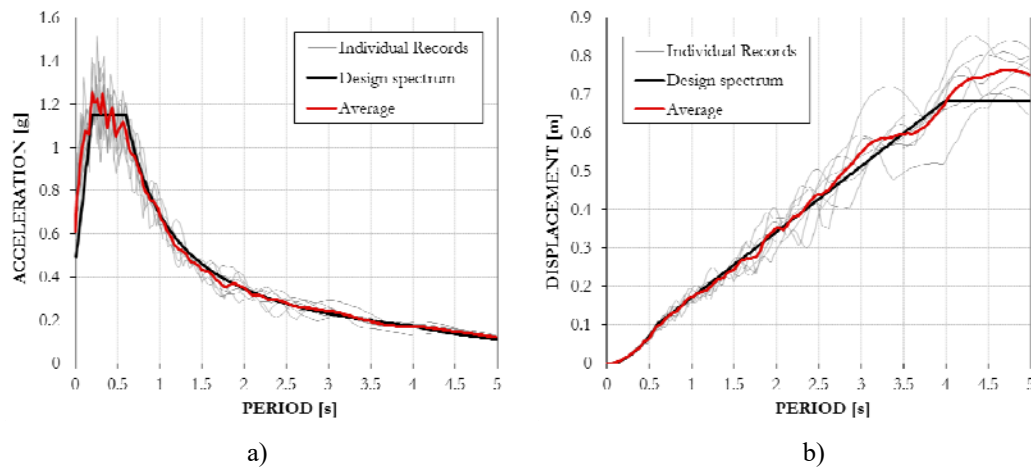 1.6
1.4
1.2
1
0.8
0.6
0.4
0.2
0
ACCELERATION [g]
Individual Records
Design spectrum
Average
0 0.5 1 1.5 2 2.5 3 3.5 4 4.5 5
PERIOD [s]
a)
0.9
0.8
0.7
0.6
0.5
0.4
0.3
0.2
0.1
0
DISPLACEMENT [m]
Individual Records
Design spectrum
Average
0 0.5 1 1.5 2 2.5 3 3.5 4 4.5 5
PERIOD [s]
b)